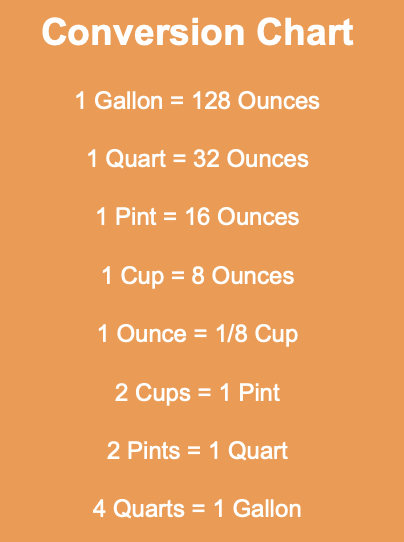 Conversion Chart
1 Gallon = 128 Ounces
1 Quart = 32 Ounces
1 Pint = 16 Ounces
1 Cup = 8 Ounces
1 Ounce = 1/8 Cup
2 Cups = 1 Pint
2 Pints = 1 Quart
4 Quarts = 1 Gallon